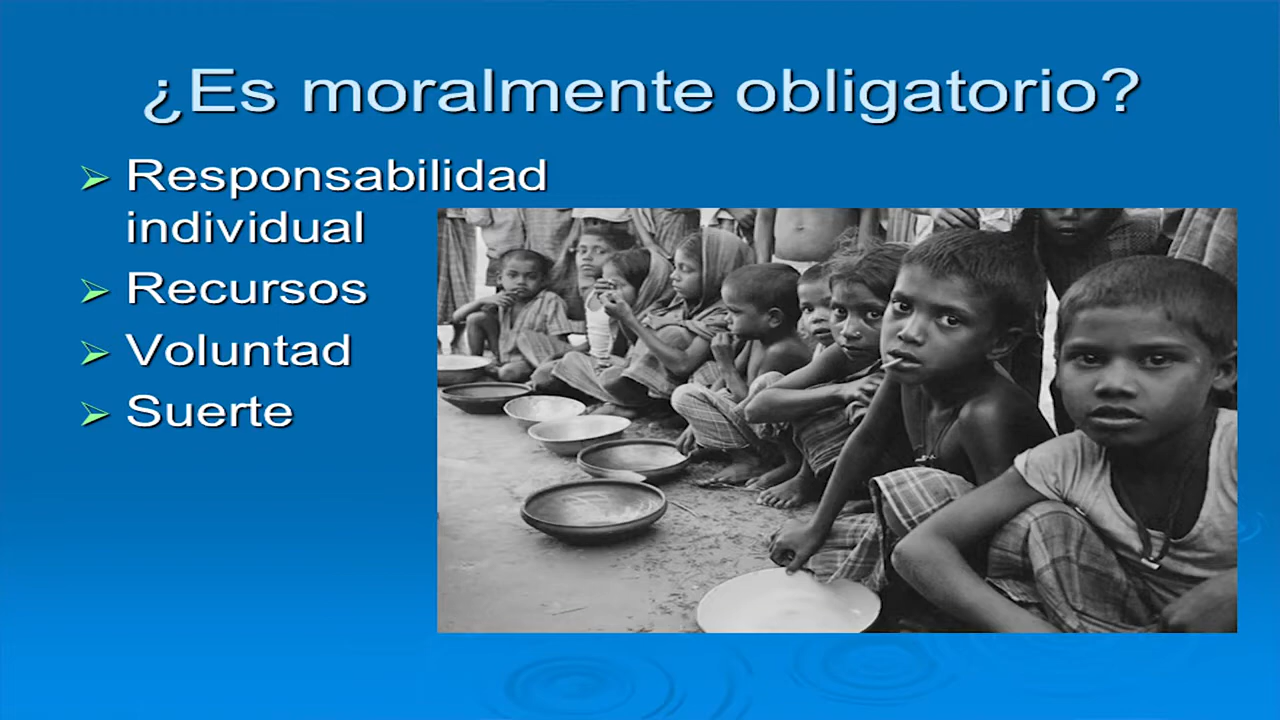 ¿Es moralmente obligatorio?
Responsabilidad
individual
Recursos
Voluntad
Suerte